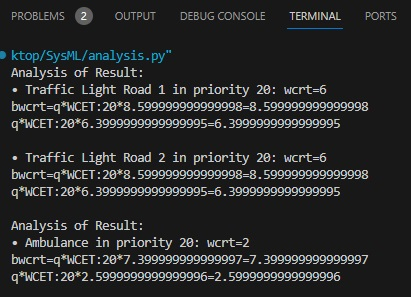 PROBLEMS 2 OUTPUT DEBUG CONSOLE TERMINAL PORTS
ktop/SysML/analysis.py"
Analysis of Result:
• Traffic Light Road 1 in priority 20: wcrt=6
bwcrt=q*WCET:20*8.599999999999998=8.599999999999998
q*WCET:20*6.3999999999999995=6.3999999999999995

• Traffic Light Road 2 in priority 20: wcrt=6
bwcrt=q*WCET:20*8.599999999999998=8.599999999999998
q*WCET:20*6.3999999999999995=6.3999999999999995

Analysis of Result:
• Ambulance in priority 20: wcrt=2
bwcrt=q*WCET:20*7.399999999999997=7.399999999999997
q*WCET:20*2.5999999999999996=2.5999999999999996